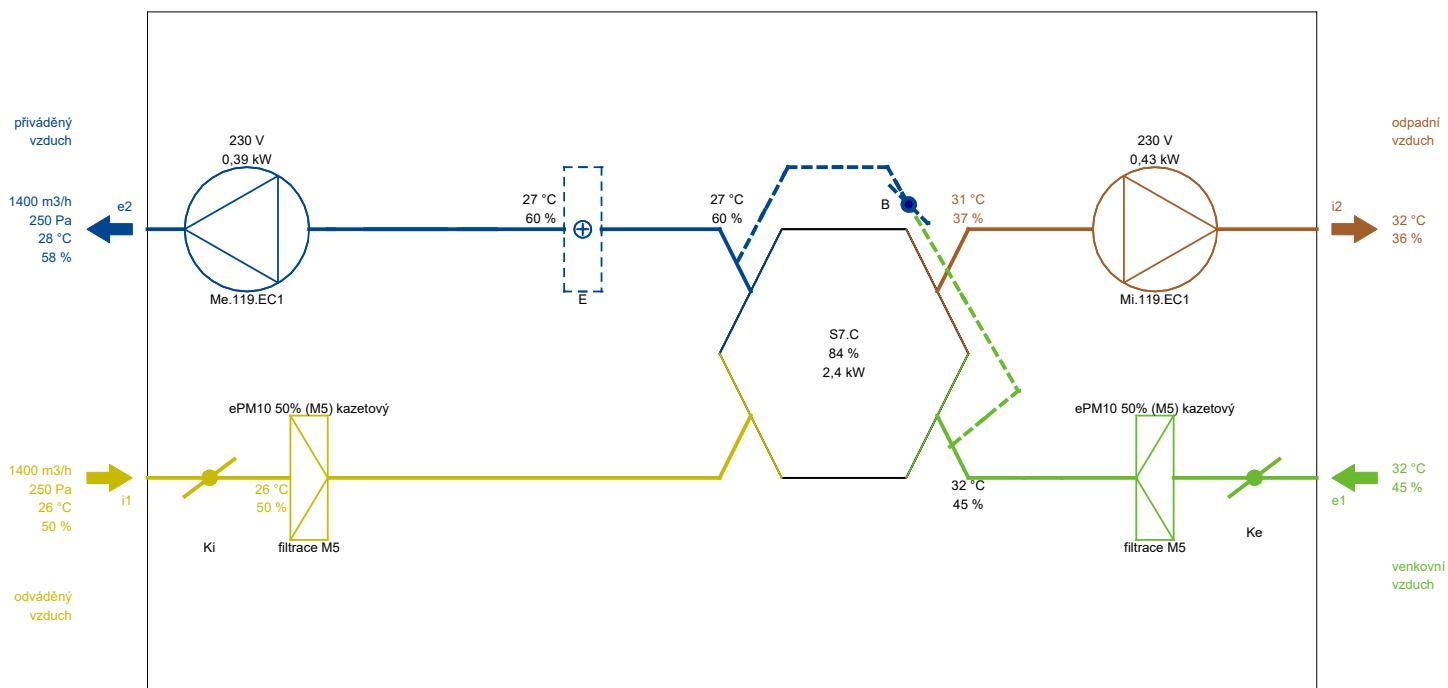 přiváděný
vzduch
230 V
0,39 kW
230 V
0,43 kW
odpadní
vzduch
1400 m3/h
250 Pa
28 °C
58 %
e2
27 °C
60 %
27 °C
60 %
B
31 °C
37 %
i2
32 °C
36 %
Me.119.EC1
E
Mi.119.EC1
S7.C
84 %
2,4 kW
ePM10 50% (M5) kazetový
ePM10 50% (M5) kazetový
1400 m3/h
250 Pa
26 °C
50 %
i1
26 °C
50 %
32 °C
45 %
32 °C
45 %
e1
Ki
filtrace M5
filtrace M5
Ke
odváděný
vzduch
venkovní
vzduch